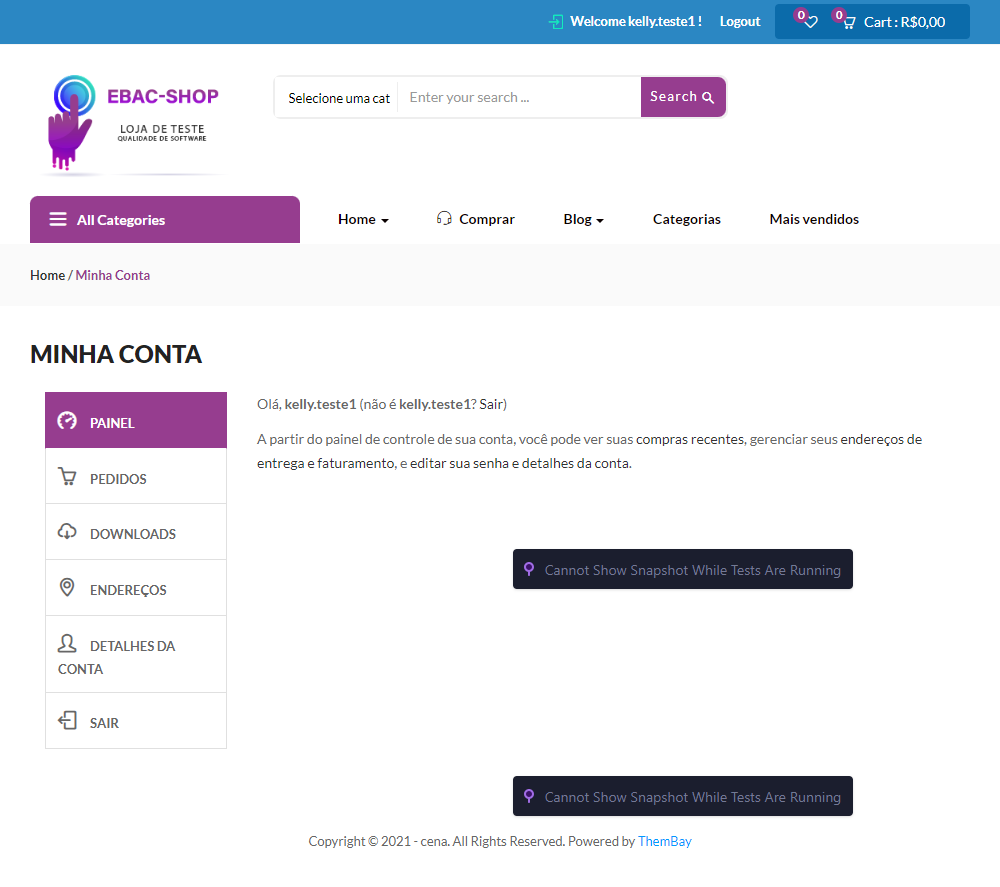 Welcome kelly.teste1 !
Logout
0
0
Cart : R$0,00
EBAC-SHOP
LOJA DE TESTE
QUALIDADE DE SOFTWARE
Selecione uma cat
Enter your search ...
Search
All Categories
Home
Comprar
Blog
Categorias
Mais vendidos
Home / Minha Conta
MINHA CONTA
PAINEL
PEDIDOS
DOWNLOADS
ENDEREÇOS
DETALHES DA
CONTA
SAIR
Olá, kelly.teste1 (não é kelly.teste1? Sair)
A partir do painel de controle de sua conta, você pode ver suas compras recentes, gerenciar seus endereços de
entrega e faturamento, e editar sua senha e detalhes da conta.
Cannot Show Snapshot While Tests Are Running
Cannot Show Snapshot While Tests Are Running
Copyright © 2021 - cena. All Rights Reserved. Powered by ThemBay